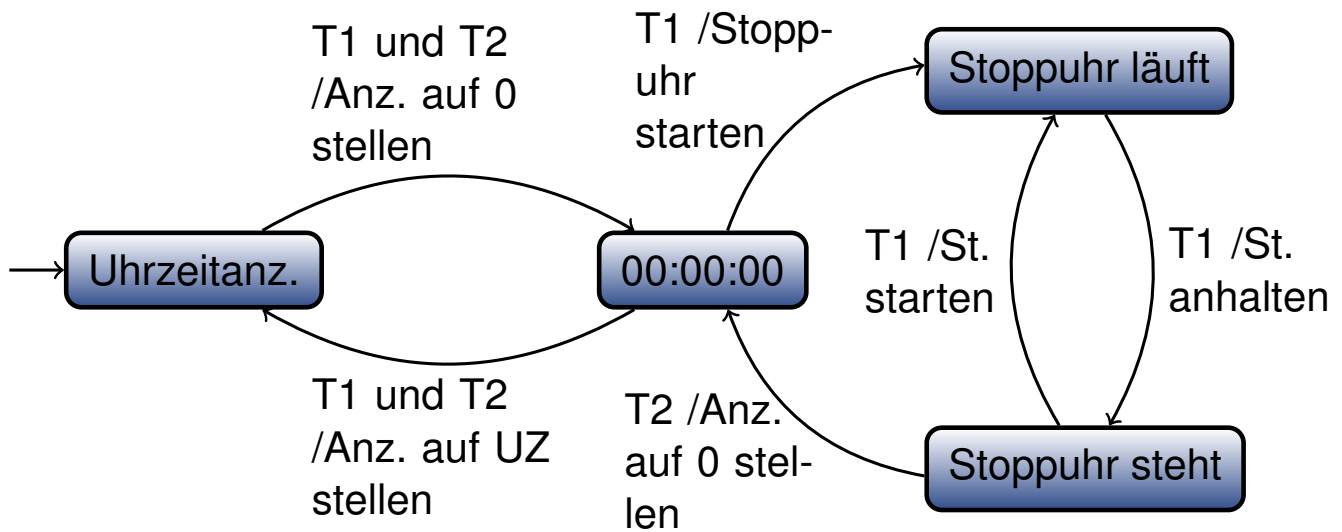 T1 und T2
/Anz. auf 0
stellen
T1 /Stopp-
uhr
starten
Stoppuhr läuft
Uhrzeitanz.
00:00:00
T1 /St.
starten
T1 /St.
anhalten
T1 und T2
/Anz. auf UZ
stellen
T2 /Anz.
auf 0 stel-
len
Stoppuhr steht